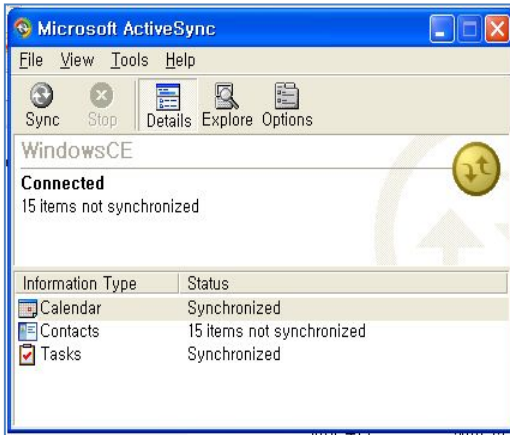 Microsoft ActiveSync
File View Tools Help
Sync Stop Details Explore Options
WindowsCE
Connected
15 items not synchronized
Information Type Status
Calendar Synchronized
Contacts 15 items not synchronized
Tasks Synchronized